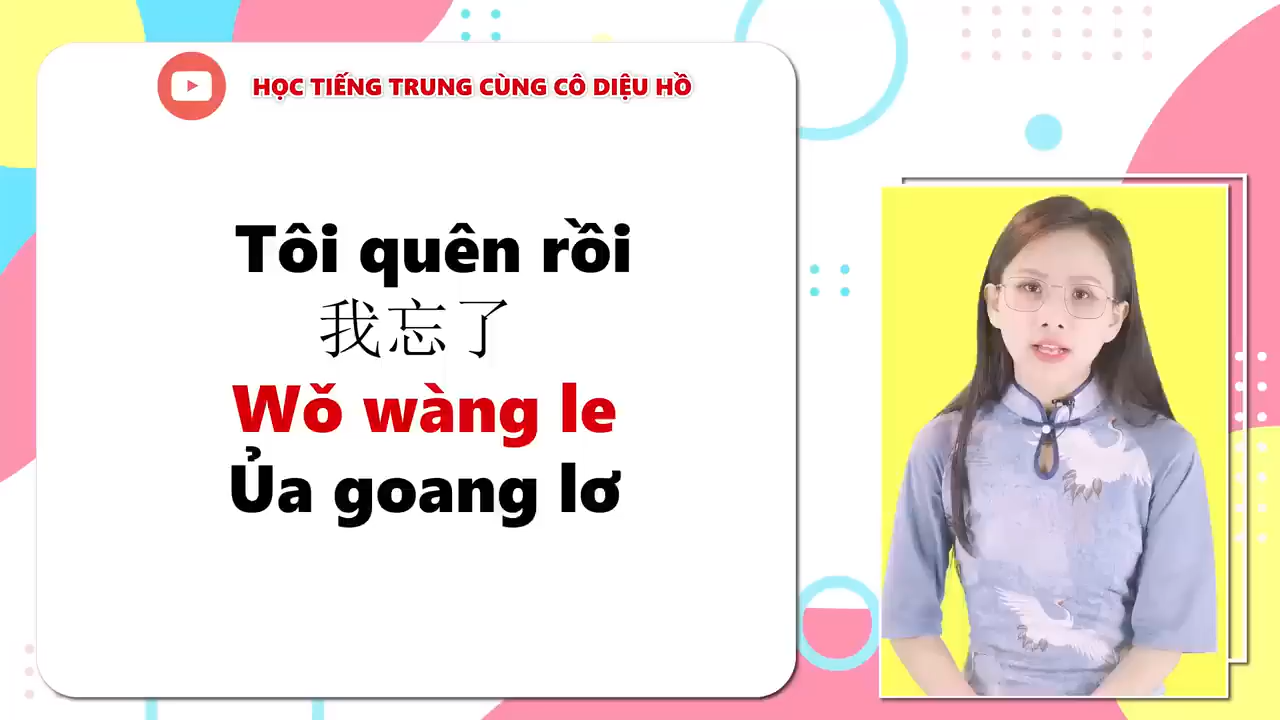 HỌC TIẾNG TRUNG CÙNG CÔ DIỆU HỒ
Tôi quên rồi
我忘了
Wǒ wàng le
Ủa goang lơ